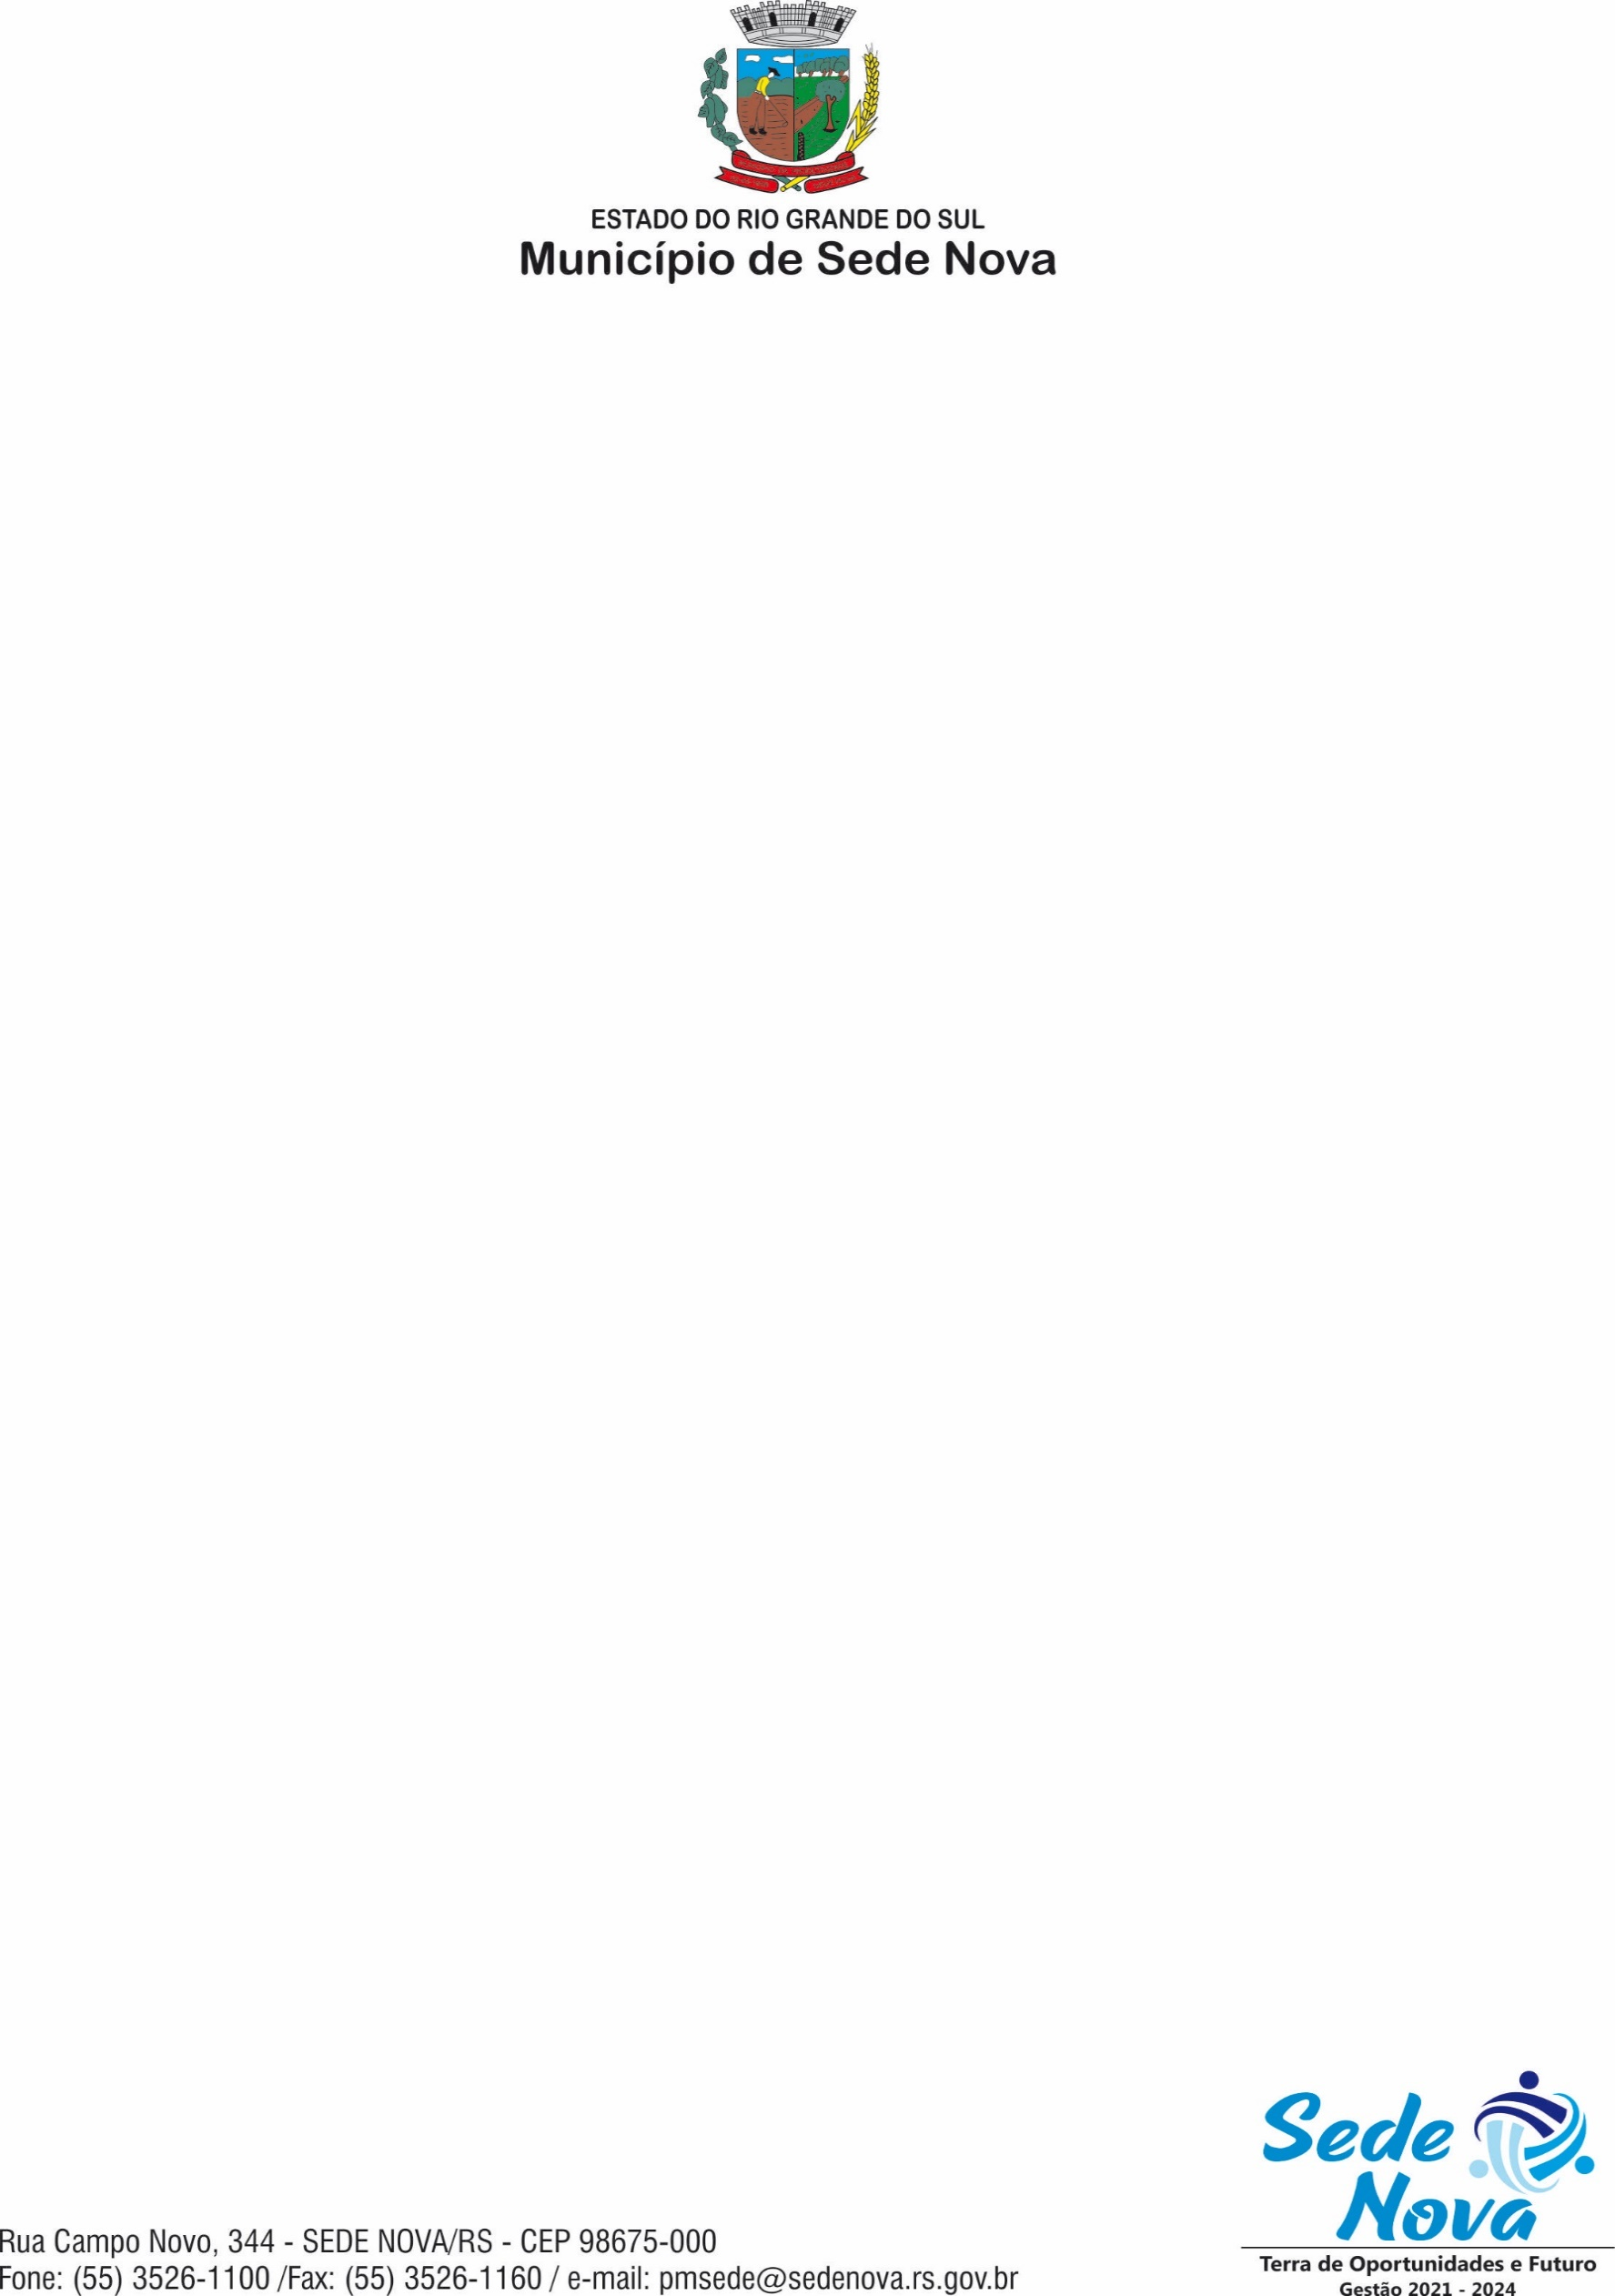 ESTADO DO RIO GRANDE DO SUL
Município de Sede Nova
Sede
Nova
Rua Campo Novo, 344 - SEDE NOVA/RS - CEP 98675-000
Fone: (55) 3526-1100 /Fax: (55) 3526-1160 / e-mail: pmsede@sedenova.rs.gov.br
Terra de Oportunidades e Futuro
Gestão 2021 - 2024